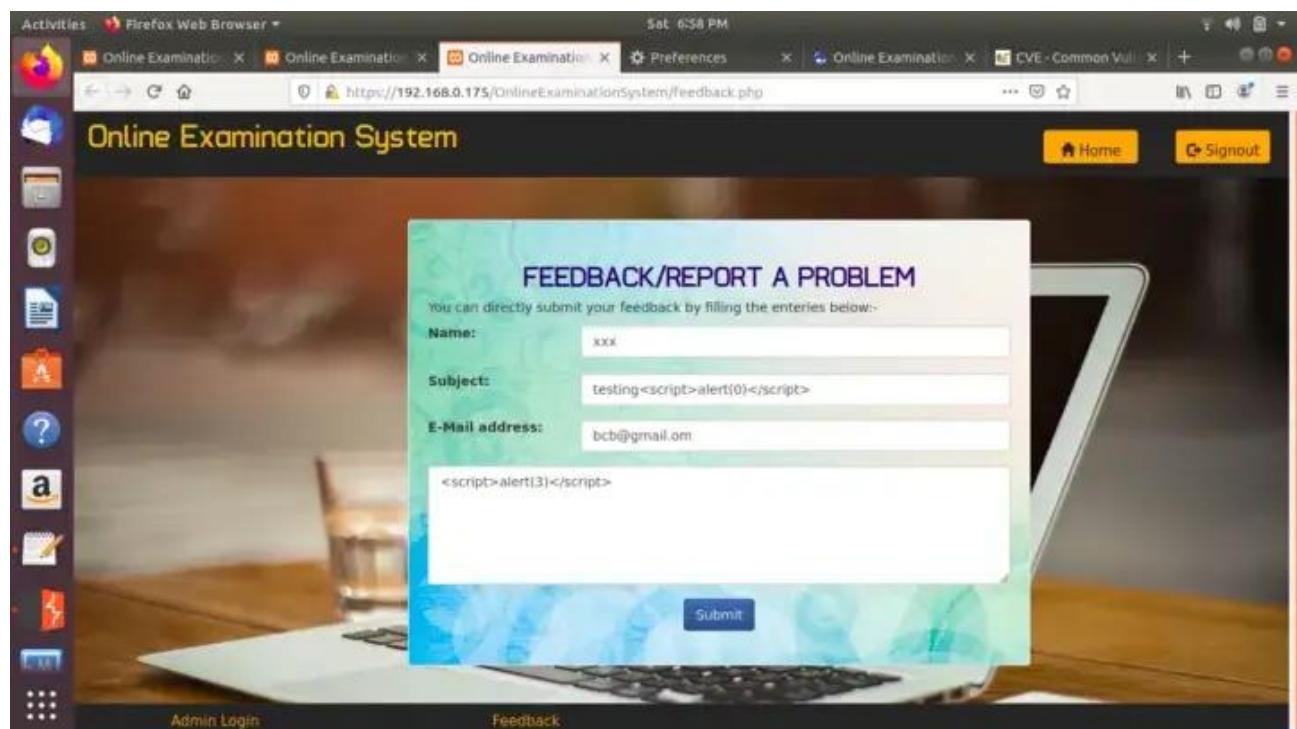 Activities Firefox Web Browser Sat 6:58 PM
Online Examinatio Online Examinatio Online Examination Preferences Online Examination CVE - Common Vul
https://192.168.0.175/OnlineExaminationSystem/feedback.php
Online Examination System
Home Signout
FEEDBACK/REPORT A PROBLEM
You can directly submit your feedback by filling the enteries below:-
Name: xxx
Subject: testing<script>alert(0)</script>
E-Mail address: bcb@gmail.om
<script>alert(3)</script>
Submit
Admin Login Feedback